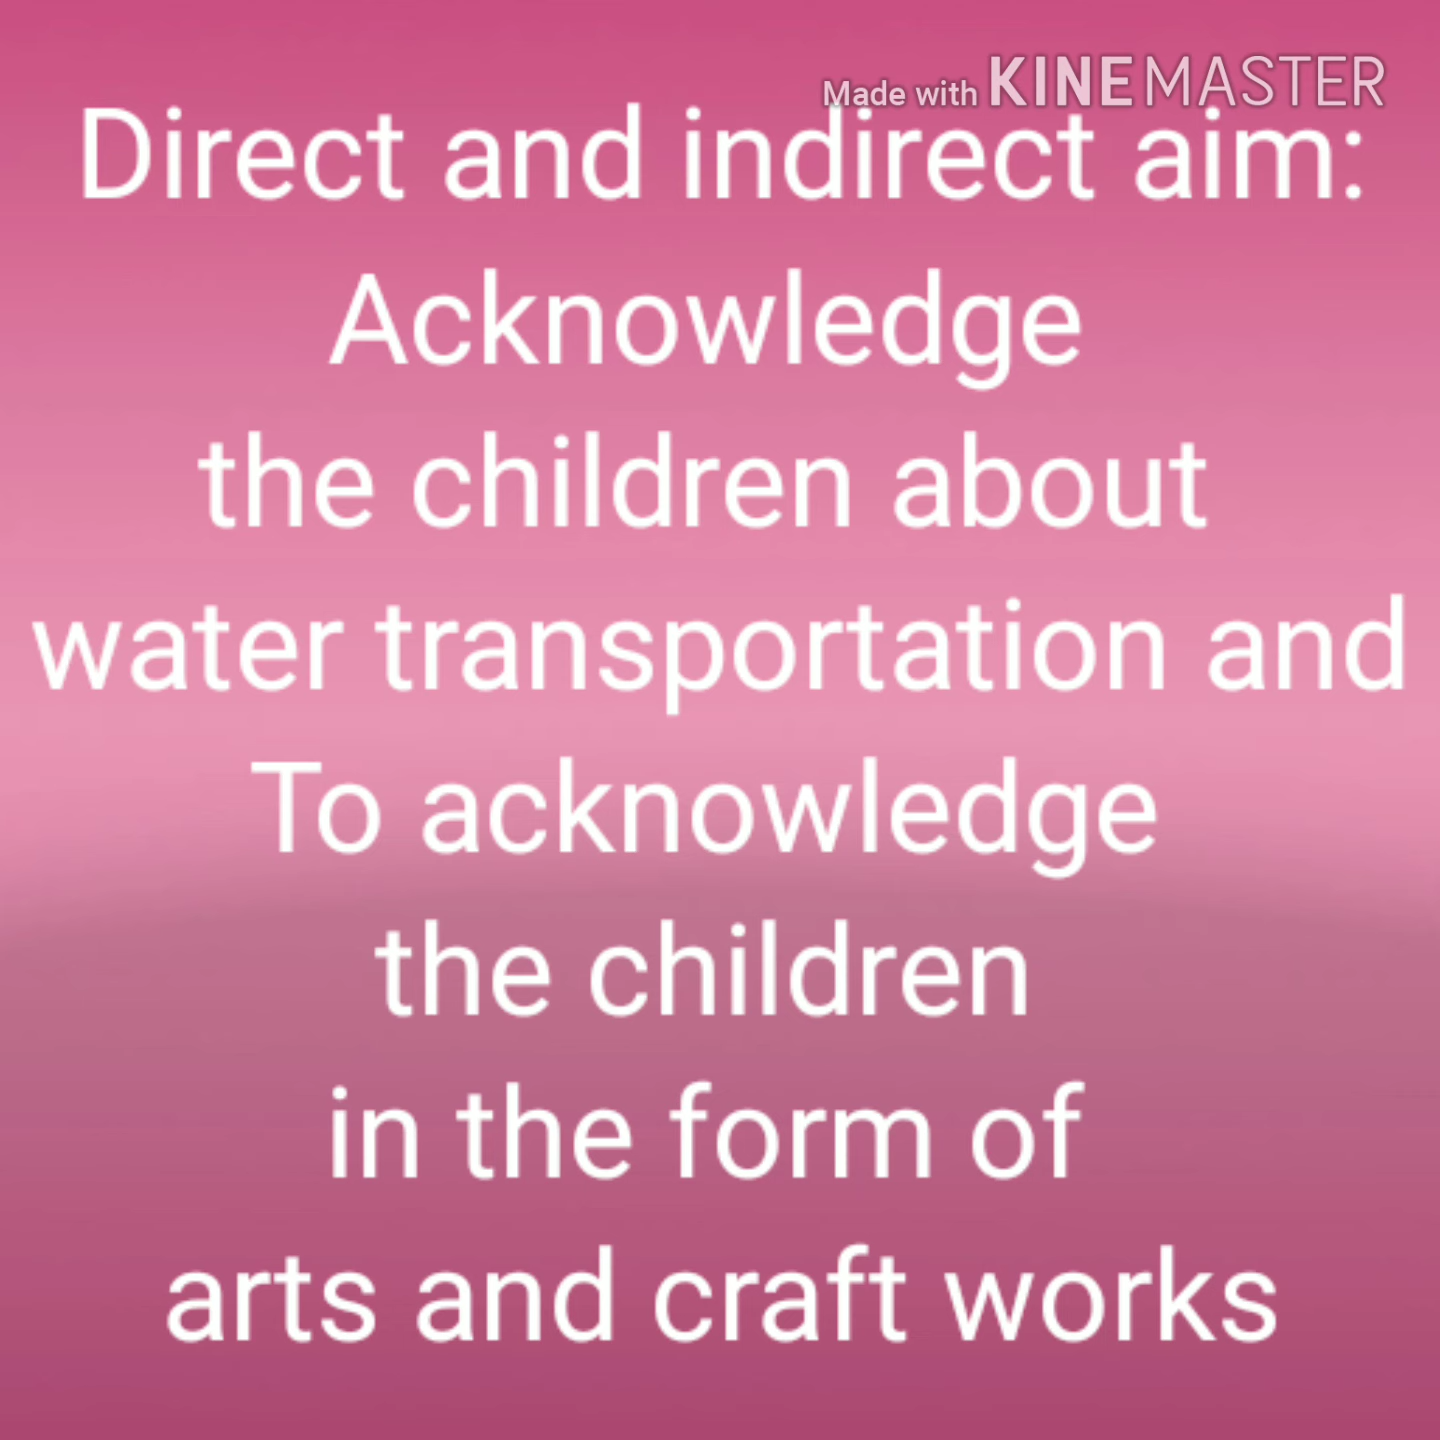 Made with KINEMASTER
Direct and indirect aim:
Acknowledge
the children about
water transportation and
To acknowledge
the children
in the form of
arts and craft works